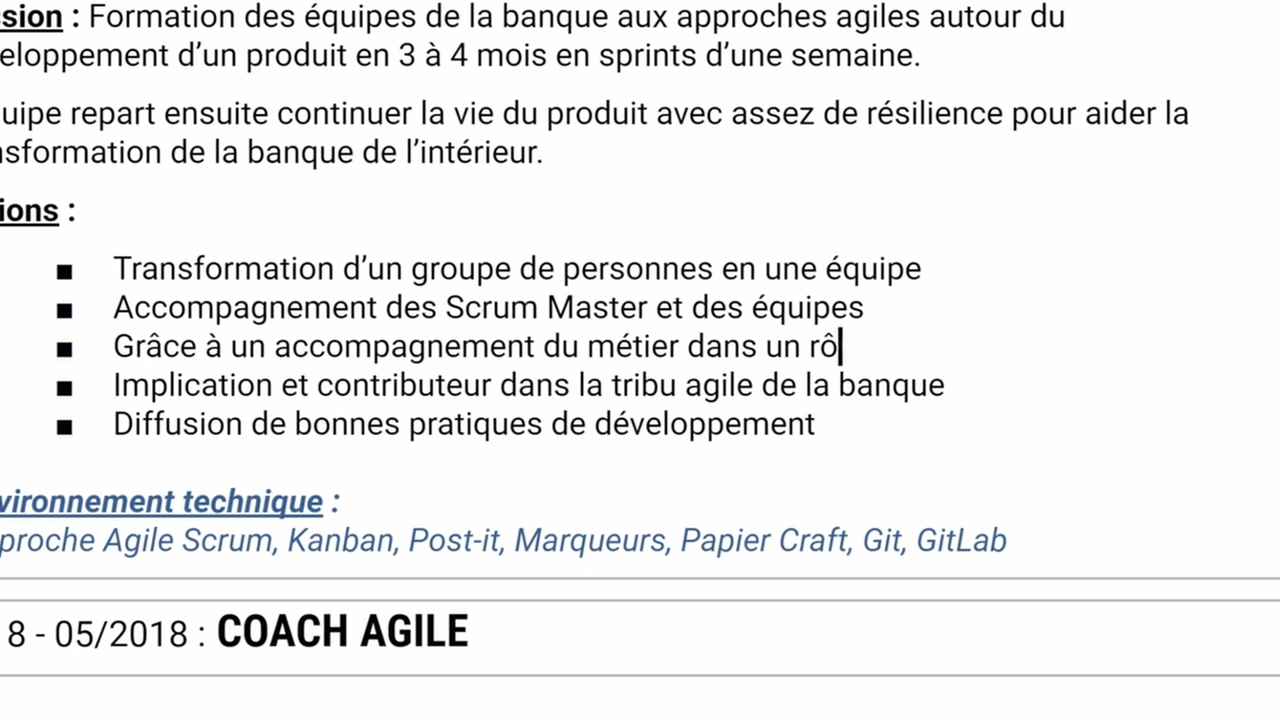 ssion : Formation des équipes de la banque aux approches agiles autour du
eloppement d’un produit en 3 à 4 mois en sprints d’une semaine.
uipe repart ensuite continuer la vie du produit avec assez de résilience pour aider la
nsformation de la banque de l’intérieur.
ions :
■ Transformation d’un groupe de personnes en une équipe
■ Accompagnement des Scrum Master et des équipes
■ Grâce à un accompagnement du métier dans un rô
■ Implication et contributeur dans la tribu agile de la banque
■ Diffusion de bonnes pratiques de développement
vironnement technique :
proche Agile Scrum, Kanban, Post-it, Marqueurs, Papier Craft, Git, GitLab
8 - 05/2018 : COACH AGILE